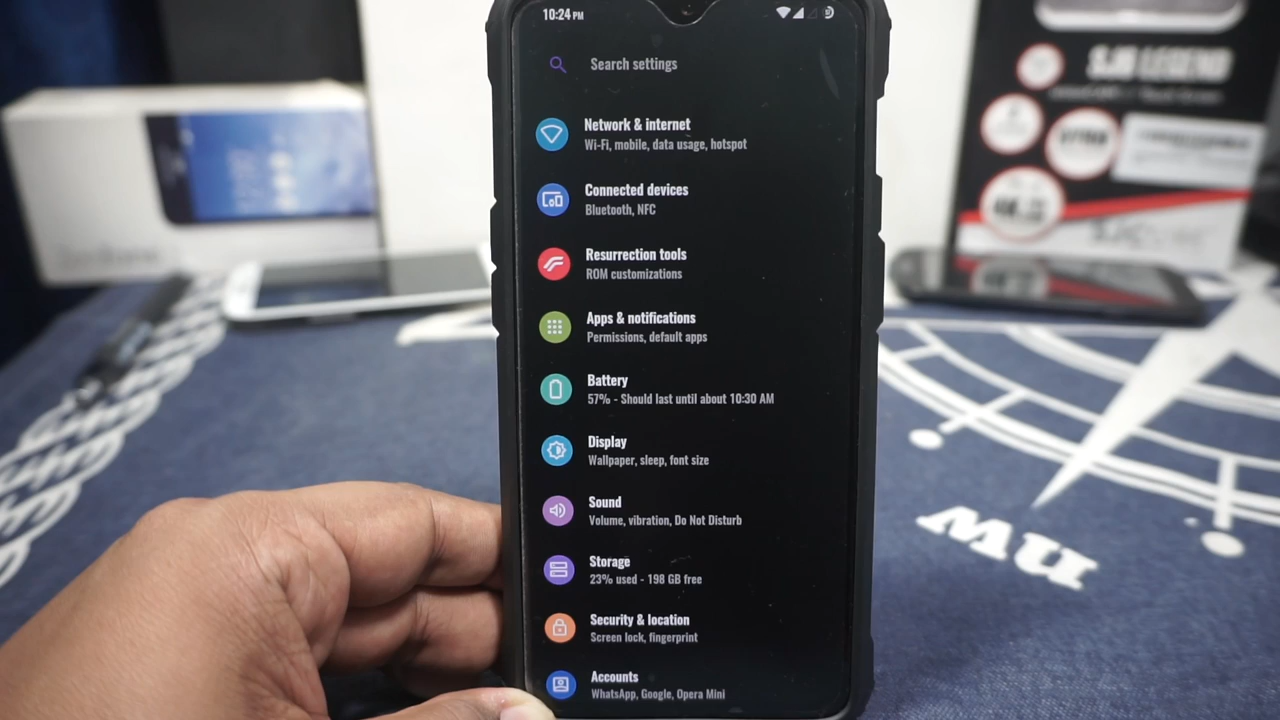 10:24 PM
Search settings
Network & internet
Wi-Fi, mobile, data usage, hotspot
Connected devices
Bluetooth, NFC
Resurrection tools
ROM customizations
Apps & notifications
Permissions, default apps
Battery
57% - Should last until about 10:30 AM
Display
Wallpaper, sleep, font size
Sound
Volume, vibration, Do Not Disturb
Storage
23% used - 198 GB free
Security & location
Screen lock, fingerprint
Accounts
WhatsApp, Google, Opera Mini
SJ8 LEGEND
NW